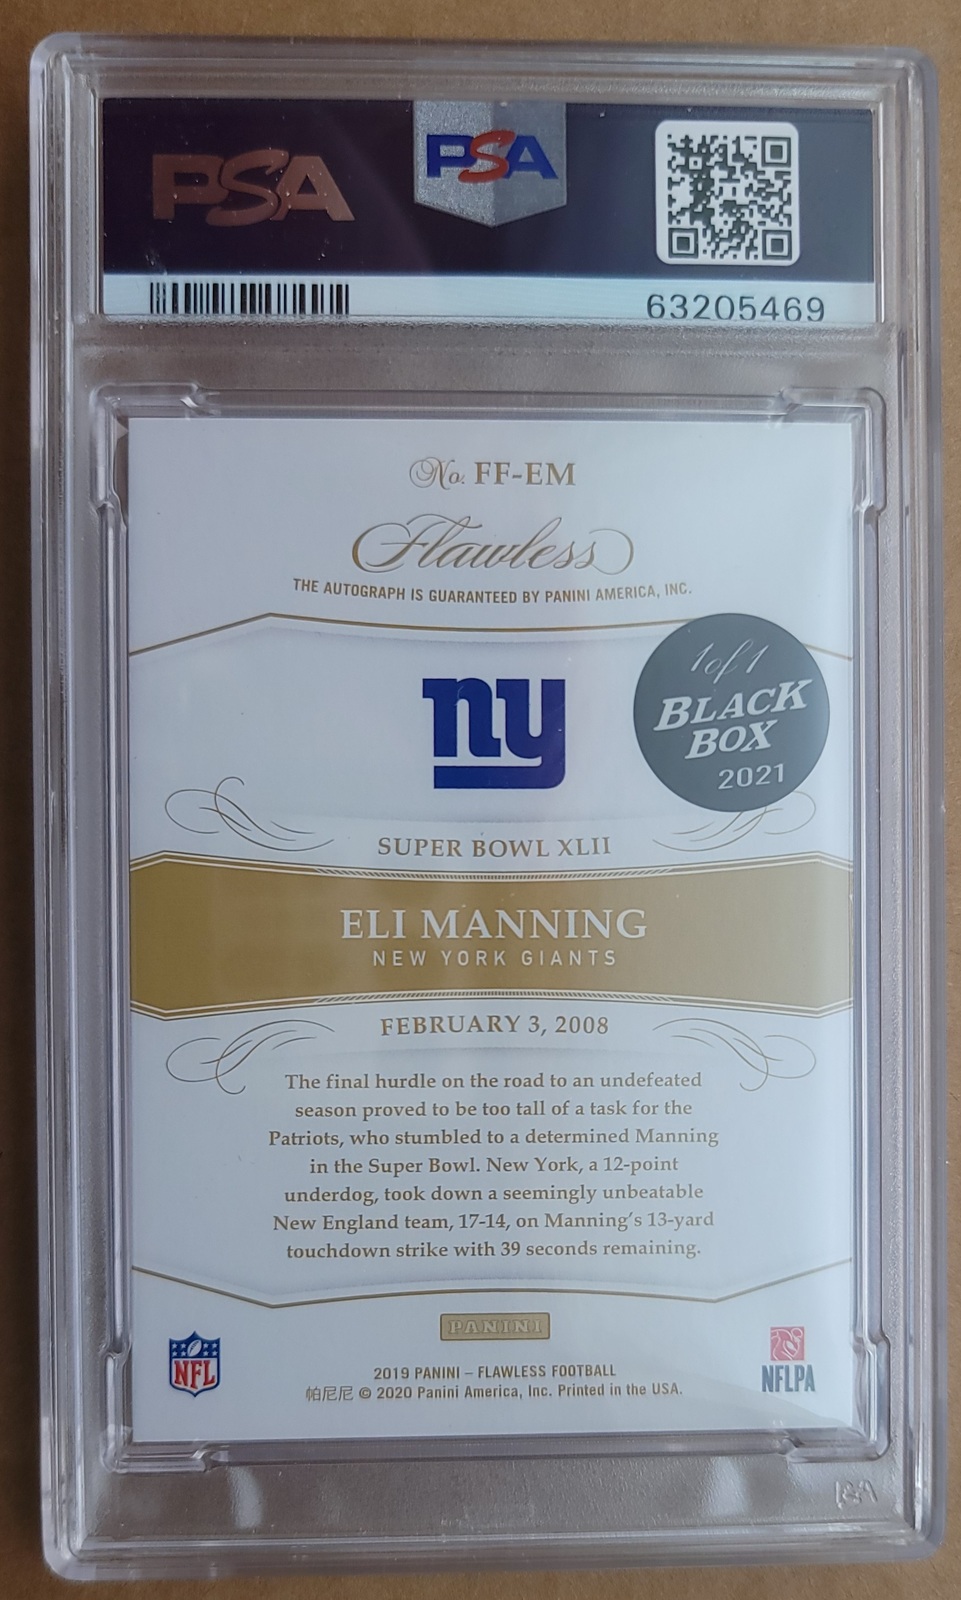 PSA
PSA
63205469
No. FF-EM
Flawless
THE AUTOGRAPH IS GUARANTEED BY PANINI AMERICA, INC.
ny
1 of 1
BLACK
BOX
2021
SUPER BOWL XLII
ELI MANNING
NEW YORK GIANTS
FEBRUARY 3, 2008
The final hurdle on the road to an undefeated
season proved to be too tall of a task for the
Patriots, who stumbled to a determined Manning
in the Super Bowl. New York, a 12-point
underdog, took down a seemingly unbeatable
New England team, 17-14, on Manning's 13-yard
touchdown strike with 39 seconds remaining.
PANINI
NFL
NFLPA
2019 PANINI – FLAWLESS FOOTBALL
帕尼尼 © 2020 Panini America, Inc. Printed in the USA.
PSA